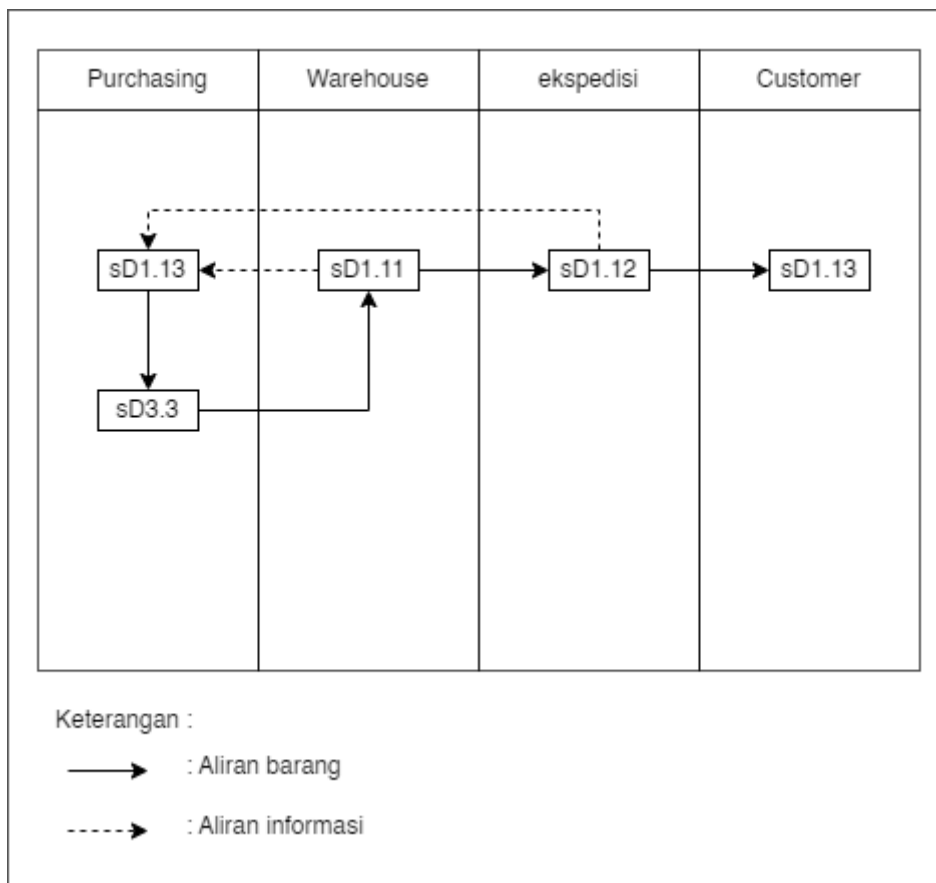 Purchasing
Warehouse
ekspedisi
Customer
sD1.13
sD1.11
sD1.12
sD1.13
sD3.3
Keterangan :
: Aliran barang
: Aliran informasi